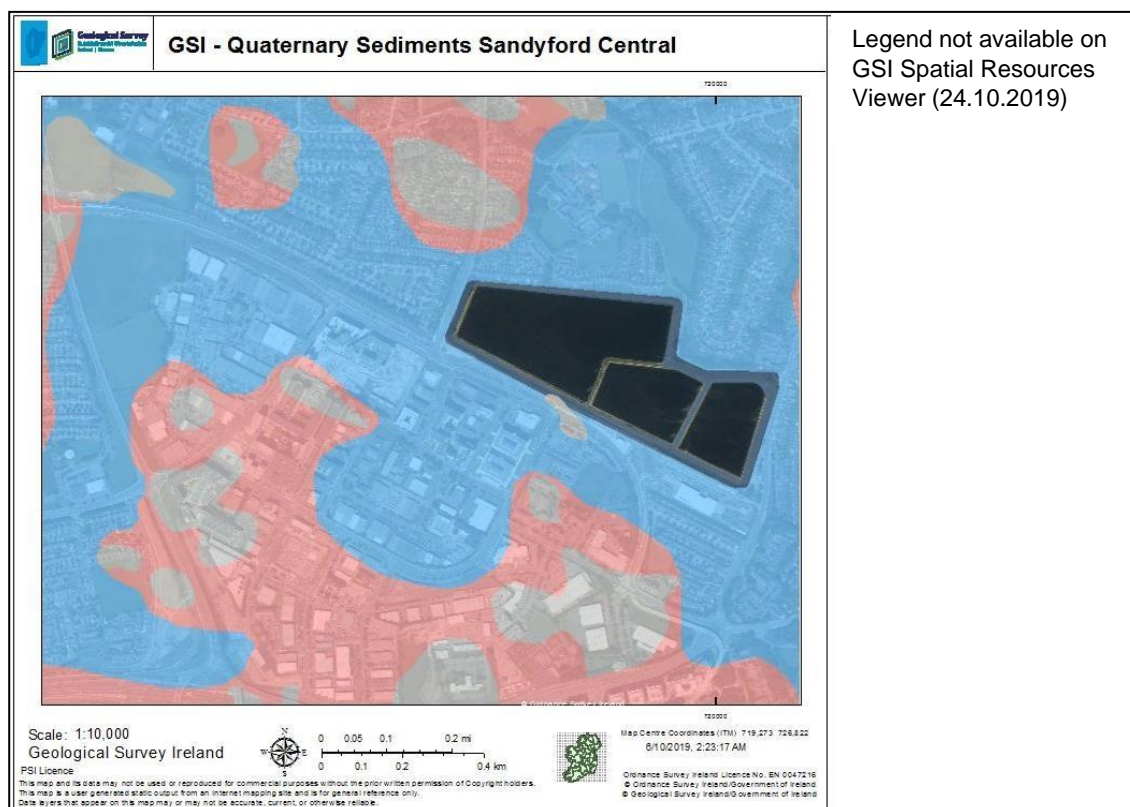 GSI - Quaternary Sediments Sandyford Central
Legend not available on
GSI Spatial Resources
Viewer (24.10.2019)
Geological Survey
Ireland
720000
© Ordnance Survey Ireland
720000
Scale: 1:10,000
Geological Survey Ireland
N
W
E
S
0 0.05 0.1 0.2 mi
0 0.1 0.2 0.4 km
Map Centre Coordinates (ITM) 719,273 726,822
6/10/2019, 2:23:17 AM
PSI Licence
This map and its data may not be used or reproduced for commercial purposes without the prior written permission of Copyright holders.
This map is a user generated static output from an Internet mapping site and is for general reference only.
Data layers that appear on this map may or may not be accurate, current, or otherwise reliable.
Ordnance Survey Ireland Licence No. EN 0047216
© Ordnance Survey Ireland/Government of Ireland
© Geological Survey Ireland/Government of Ireland